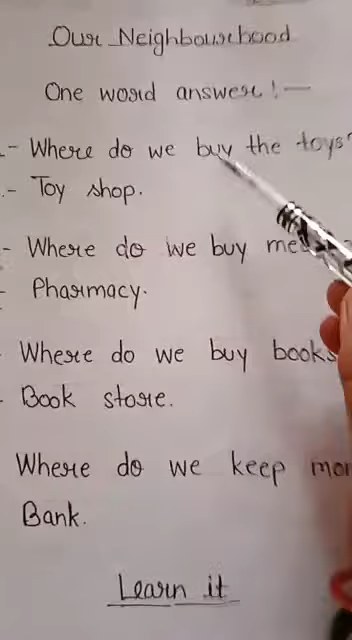 Our Neighbourhood
One word answer! —
.- Where do we buy the toys?
.- Toy shop.
- Where do we buy
- Pharmacy.
Where do we buy books
- Book store.
Where do we keep
Bank.
Learn it